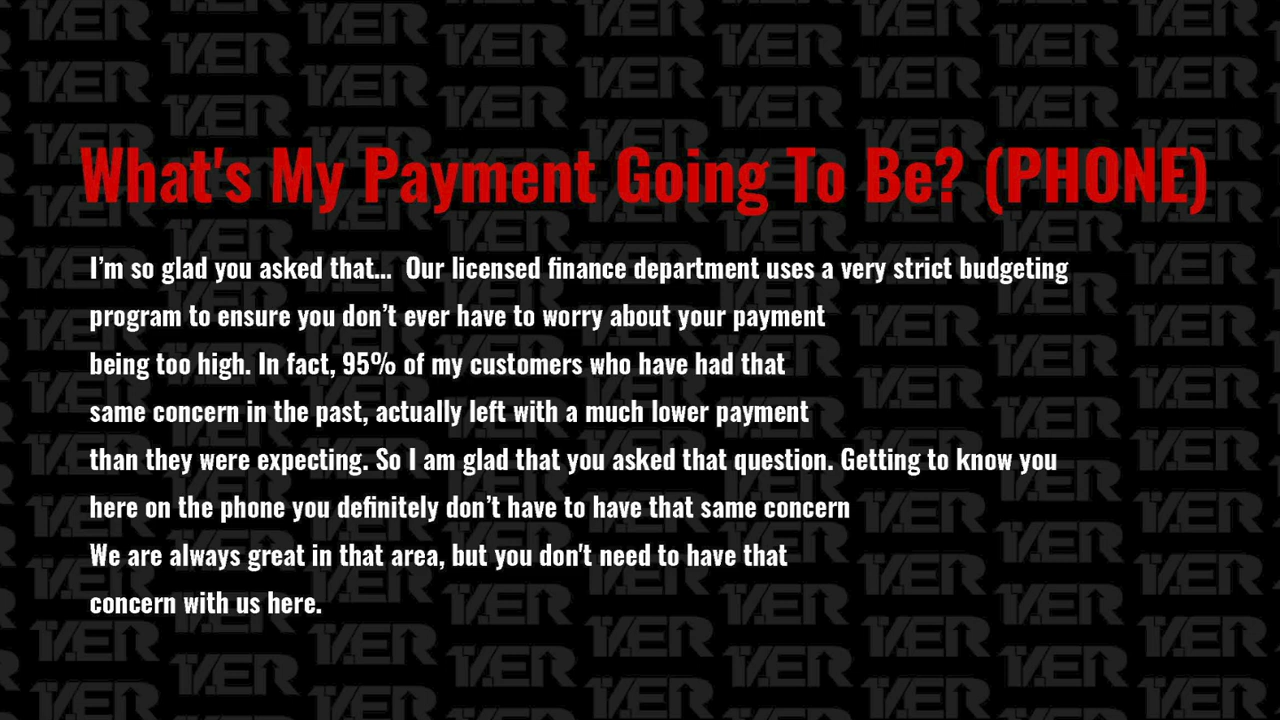 What's My Payment Going To Be? (PHONE)
I’m so glad you asked that... Our licensed finance department uses a very strict budgeting
program to ensure you don’t ever have to worry about your payment
being too high. In fact, 95% of my customers who have had that
same concern in the past, actually left with a much lower payment
than they were expecting. So I am glad that you asked that question. Getting to know you
here on the phone you definitely don’t have to have that same concern
We are always great in that area, but you don't need to have that
concern with us here.